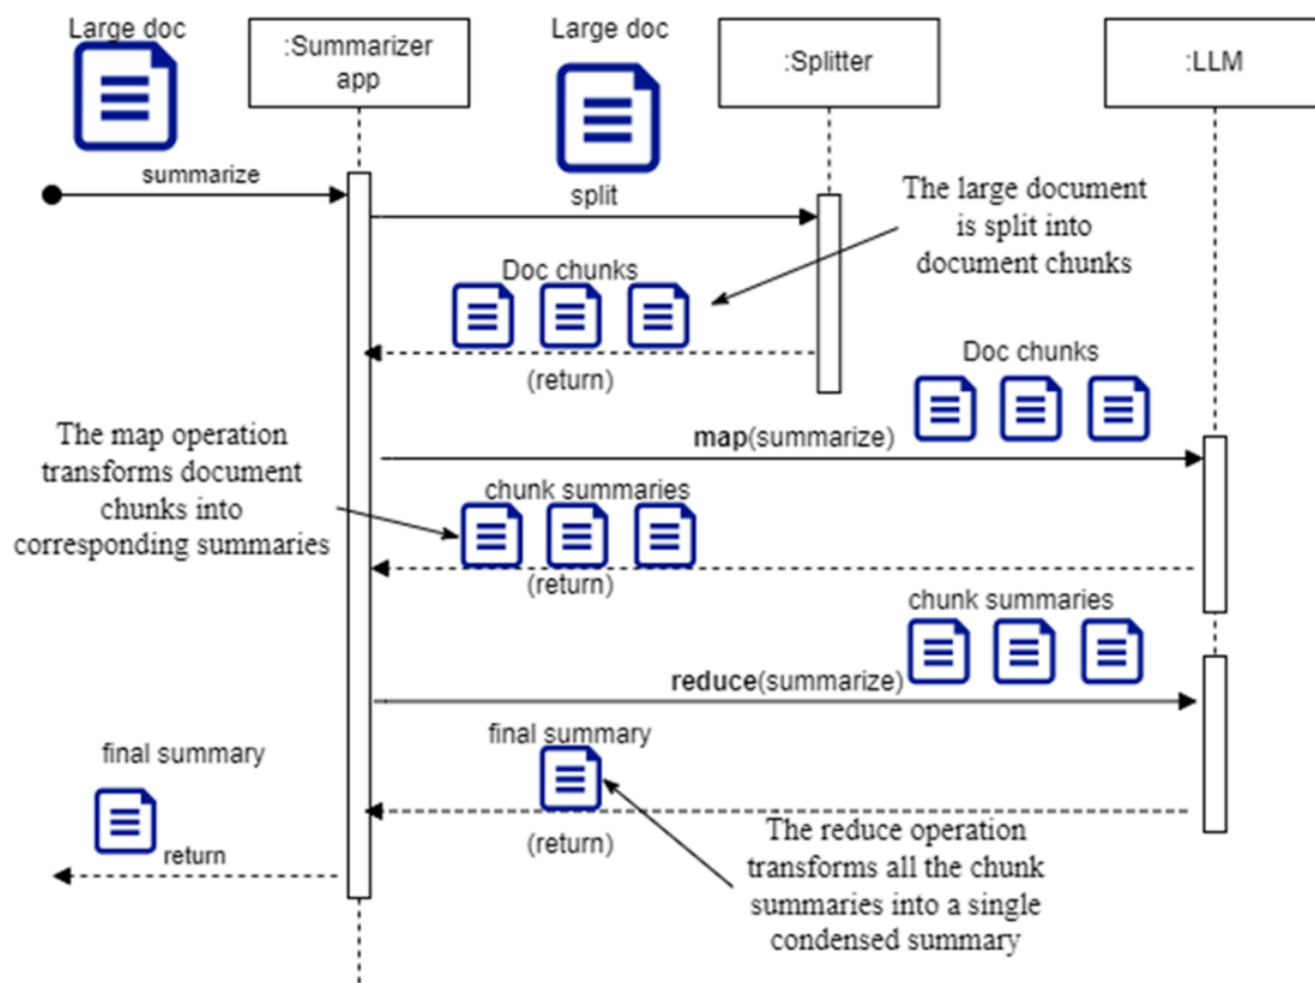 Large doc
:Summarizer
app
Large doc
:Splitter
:LLM
summarize
split
The large document
is split into
document chunks
Doc chunks
(return)
Doc chunks
map(summarize)
The map operation
transforms document
chunks into
corresponding summaries
chunk summaries
(return)
chunk summaries
reduce(summarize)
final summary
(return)
final summary
return
The reduce operation
transforms all the chunk
summaries into a single
condensed summary